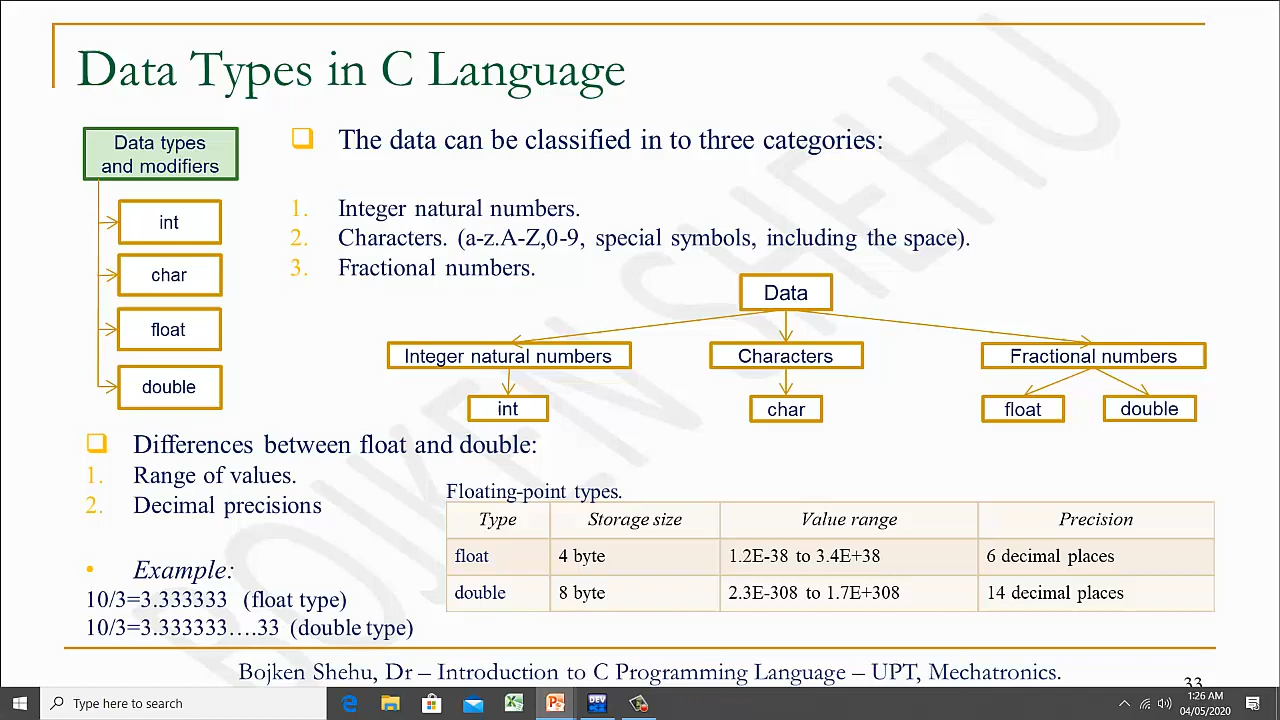 Data Types in C Language
Data types
and modifiers
int
char
float
double
❑ The data can be classified in to three categories:
1. Integer natural numbers.
2. Characters. (a-z.A-Z,0-9, special symbols, including the space).
3. Fractional numbers.
Data
Integer natural numbers Characters Fractional numbers
int char float double
❑ Differences between float and double:
1. Range of values.
2. Decimal precisions
• Example:
10/3=3.333333 (float type)
10/3=3.333333….33 (double type)
Floating-point types.
Type Storage size Value range Precision
float 4 byte 1.2E-38 to 3.4E+38 6 decimal places
double 8 byte 2.3E-308 to 1.7E+308 14 decimal places
Bojken Shehu, Dr – Introduction to C Programming Language – UPT, Mechatronics.
33
BOJKEN SHEHU
Type here to search
1:26 AM
04/05/2020